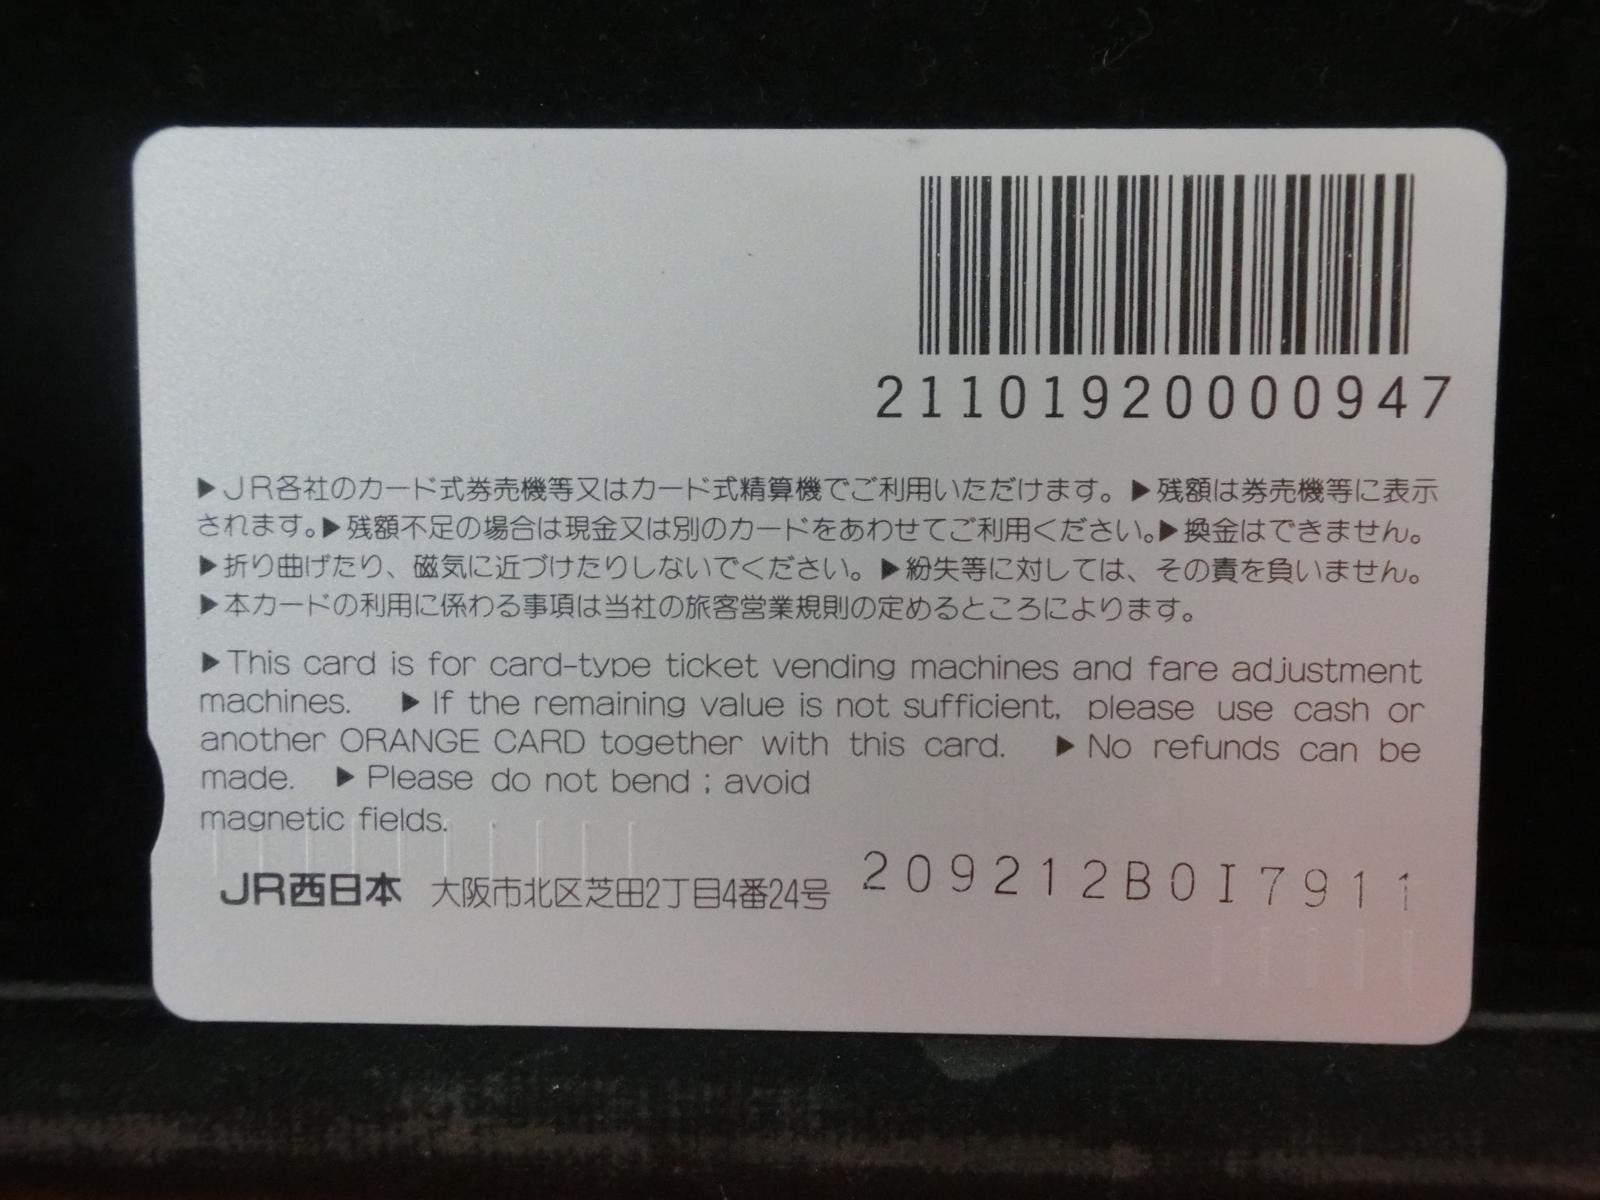 21101920000947
▶JR各社のカード式券売機等又はカード式精算機でご利用いただけます。▶残額は券売機等に表示
されます。▶残額不足の場合は現金又は別のカードをあわせてご利用ください。▶換金はできません。
▶折り曲げたり、磁気に近づけたりしないでください。▶紛失等に対しては、その責を負いません。
▶本カードの利用に係わる事項は当社の旅客営業規則の定めるところによります。
▶This card is for card-type ticket vending machines and fare adjustment
machines. ▶If the remaining value is not sufficient, please use cash or
another ORANGE CARD together with this card. ▶No refunds can be
made. ▶Please do not bend ; avoid
magnetic fields.
JR西日本 大阪市北区芝田2丁目4番24号 209212B0I7911